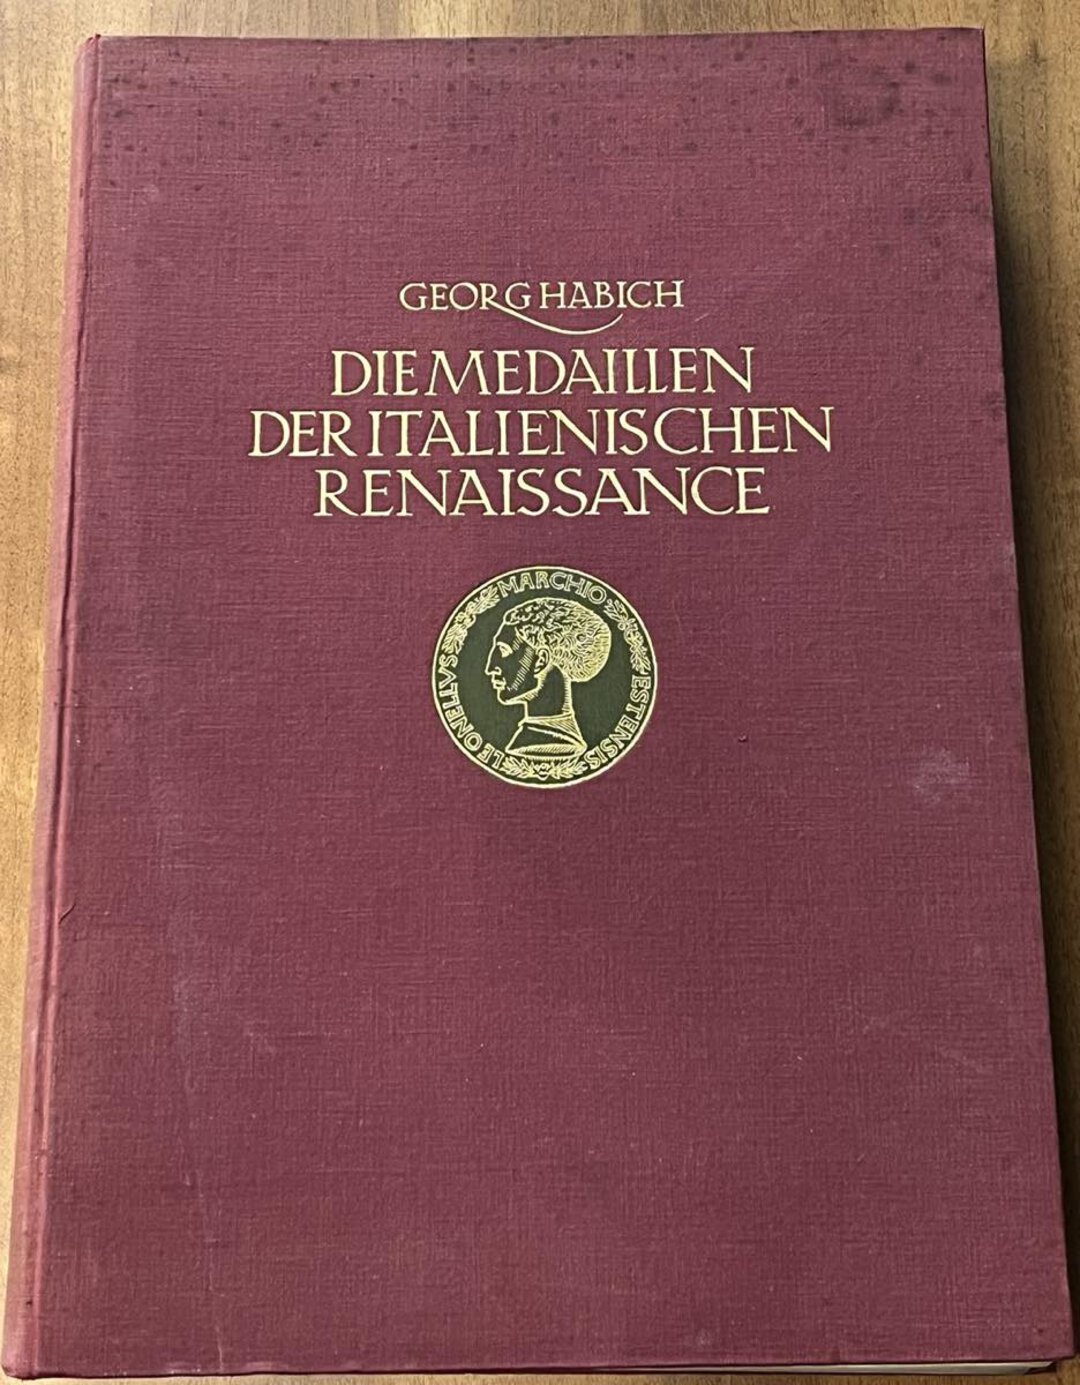 GEORG HABICH
DIE MEDAILLEN
DER ITALIENISCHEN
RENAISSANCE
LEONELLVS MARCHIO ESTENSIS